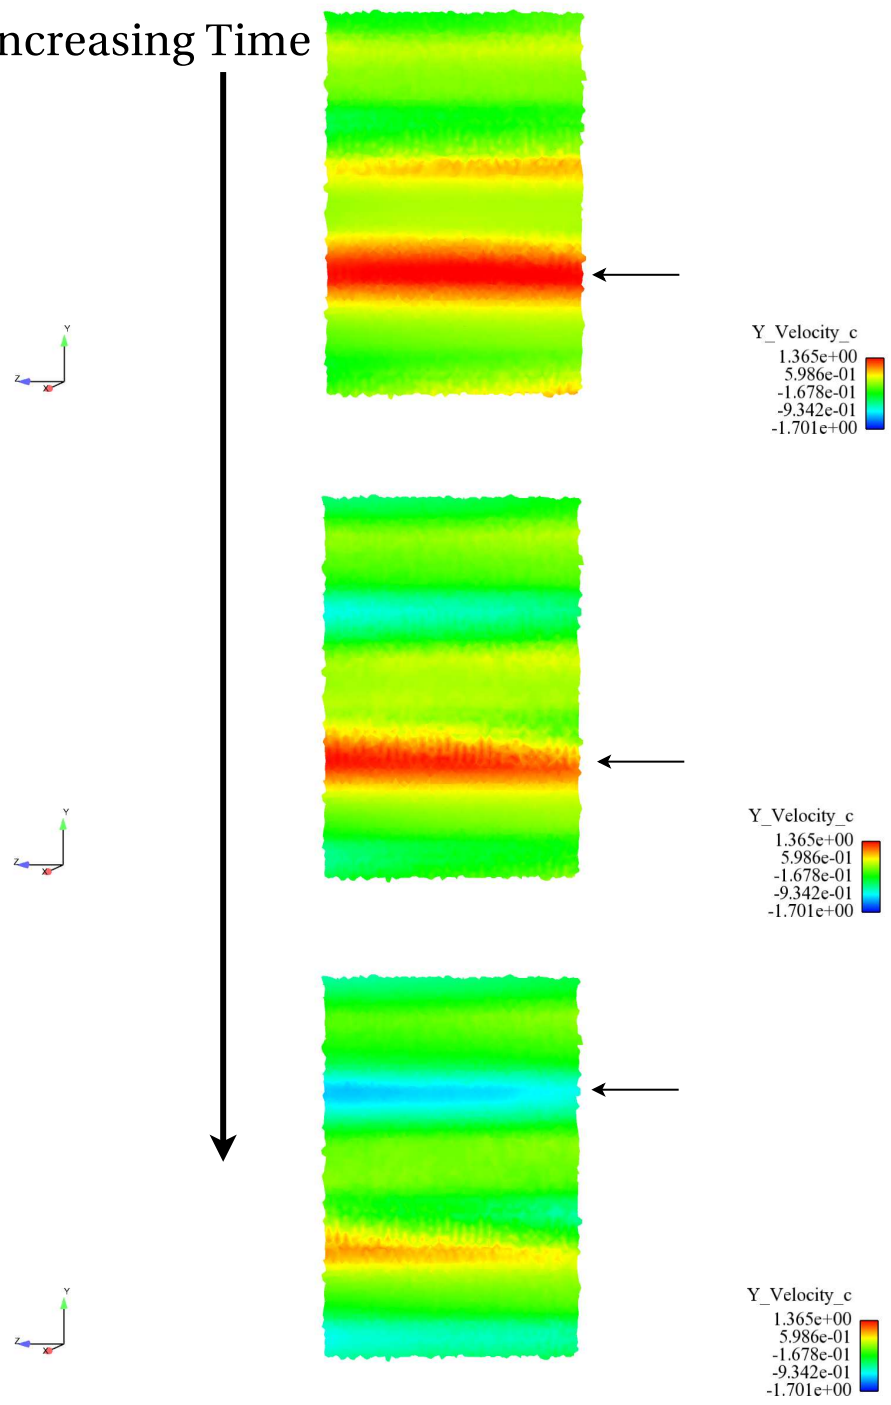 ncreasing Time
Y
Z
X
Y_Velocity_c
1.365e+00
5.986e-01
-1.678e-01
-9.342e-01
-1.701e+00
Y
Z
X
Y_Velocity_c
1.365e+00
5.986e-01
-1.678e-01
-9.342e-01
-1.701e+00
Y
Z
X
Y_Velocity_c
1.365e+00
5.986e-01
-1.678e-01
-9.342e-01
-1.701e+00